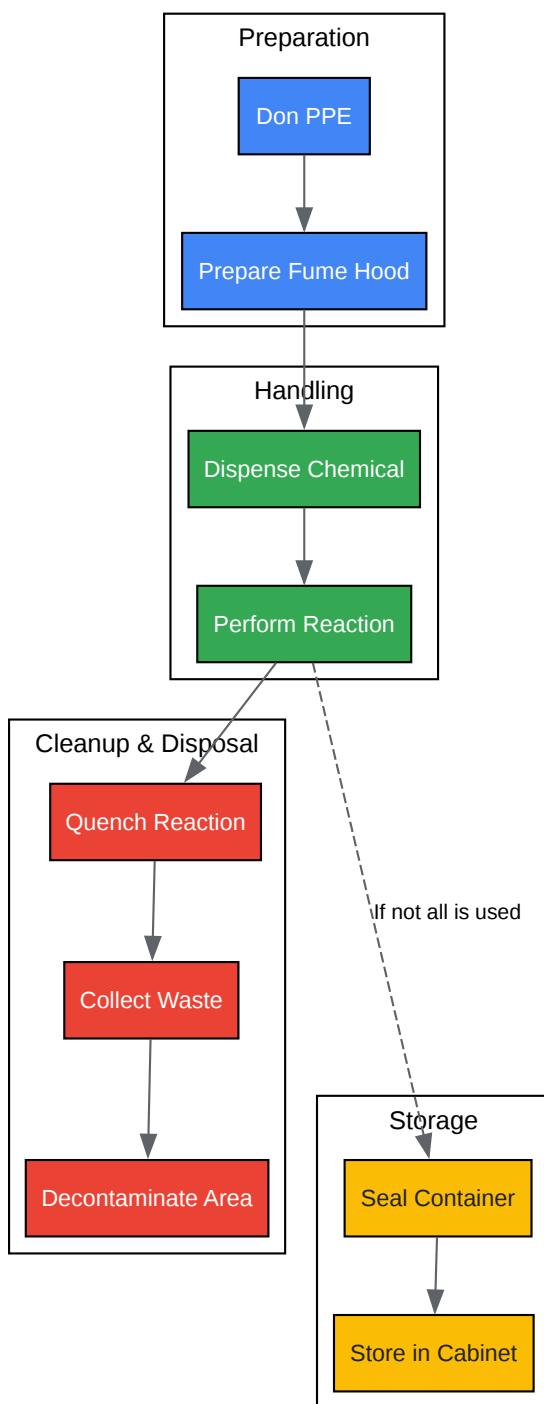 Preparation
Don PPE
Prepare Fume Hood
Handling
Dispense Chemical
Perform Reaction
Cleanup & Disposal
Quench Reaction
If not all is used
Collect Waste
Storage
Decontaminate Area
Seal Container
Store in Cabinet